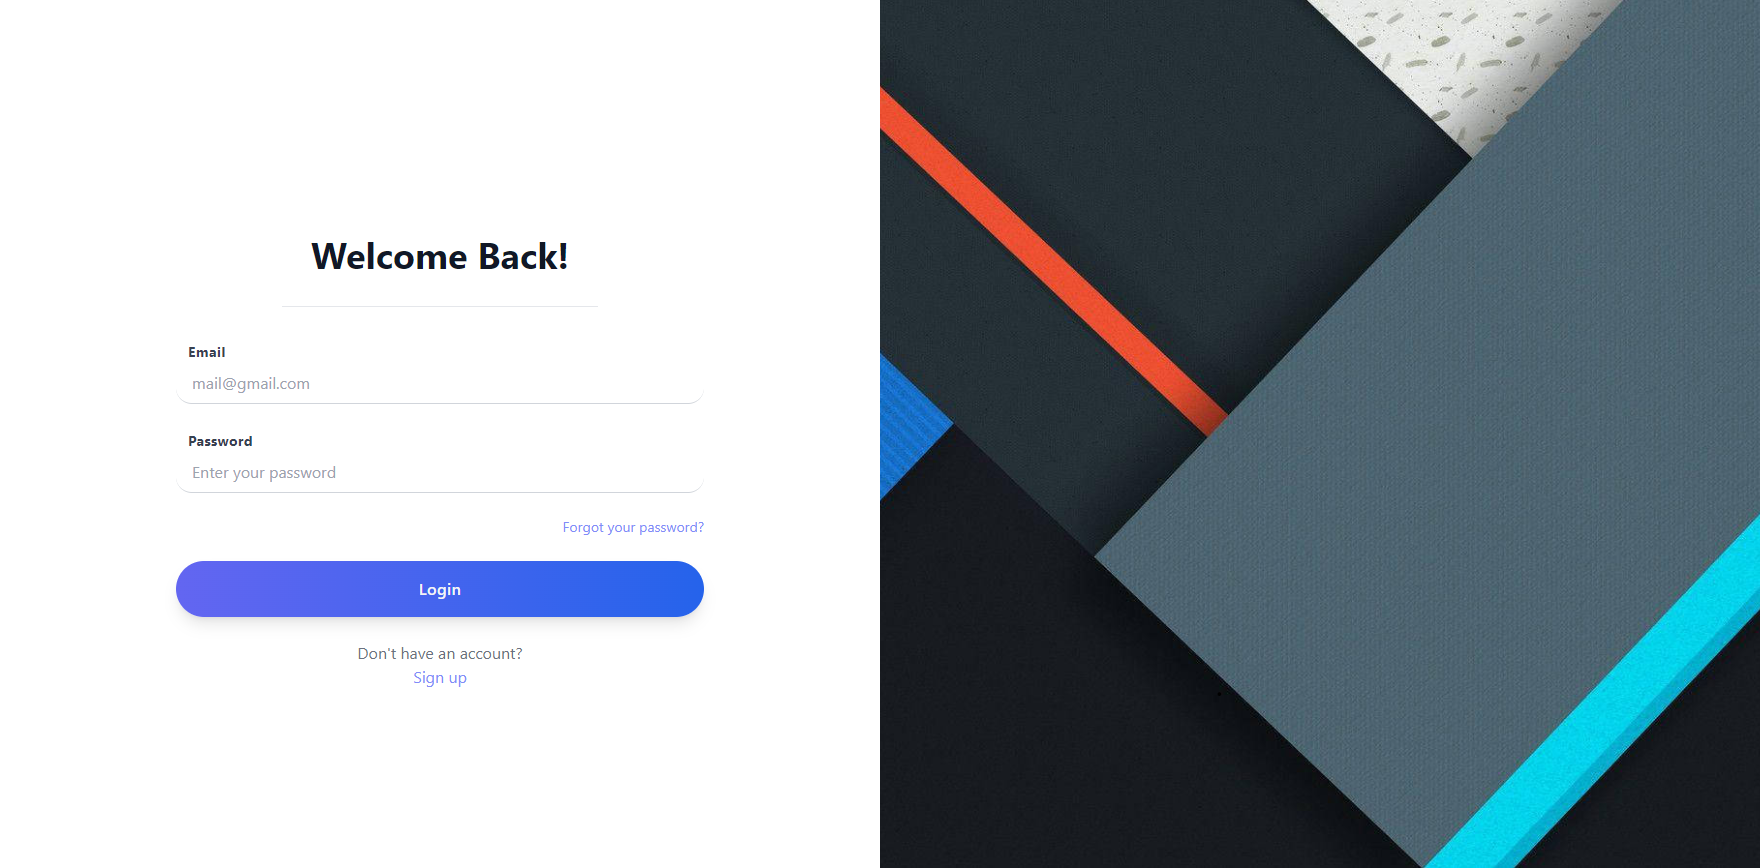 Welcome Back!
Email
mail@gmail.com
Password
Enter your password
Forgot your password?
Login
Don't have an account?
Sign up